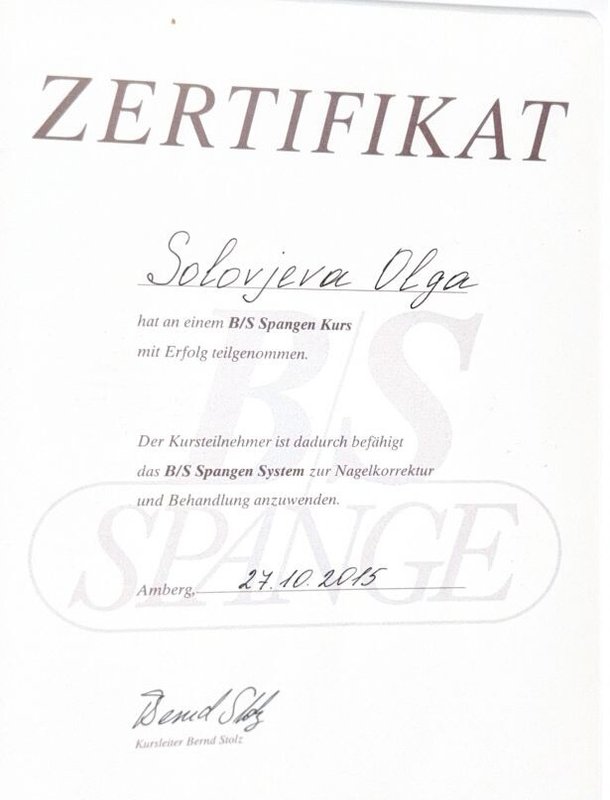 ZERTIFIKAT
Solovjeva Olga
hat an einem B/S Spangen Kurs
mit Erfolg teilgenommen.
B/S
Der Kursteilnehmer ist dadurch befähigt
das B/S Spangen System zur Nagelkorrektur
und Behandlung anzuwenden.
SPANGE
Amberg, 27.10.2015
Bernd Stolz
Kursleiter Bernd Stolz